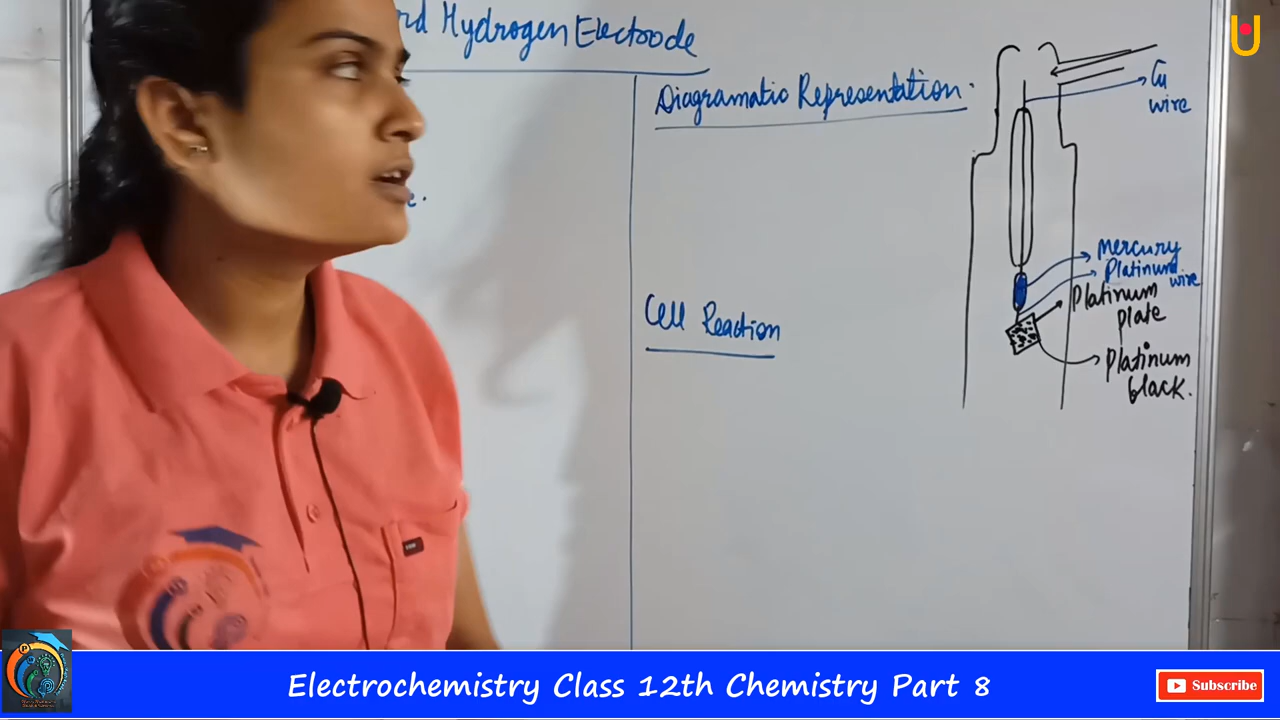 rd Hydrogen Electrode
Diagramatic Representation.
Cu
wire
Mercury
Platinum
wire
Platinum
plate
Platinum
black.
Cell Reaction
Electrochemistry Class 12th Chemistry Part 8
Subscribe